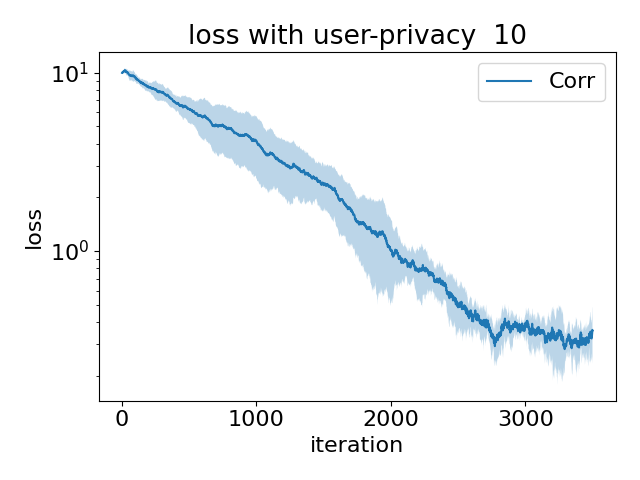 loss with user-privacy  10
Corr
10¹
10⁰
loss
0 1000 2000 3000
iteration